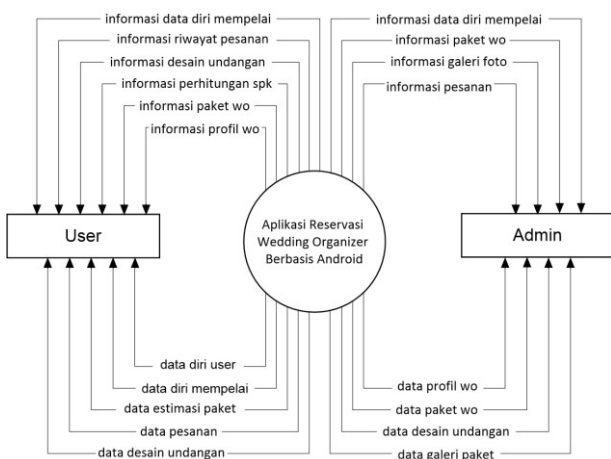 informasi data diri mempelai
informasi riwayat pesanan
informasi desain undangan
informasi perhitungan spk
informasi paket wo
informasi profil wo
informasi data diri mempelai
informasi paket wo
informasi galeri foto
informasi pesanan
User
Aplikasi Reservasi
Wedding Organizer
Berbasis Android
Admin
data diri user
data diri mempelai
data estimasi paket
data pesanan
data desain undangan
data profil wo
data paket wo
data desain undangan
data galeri paket